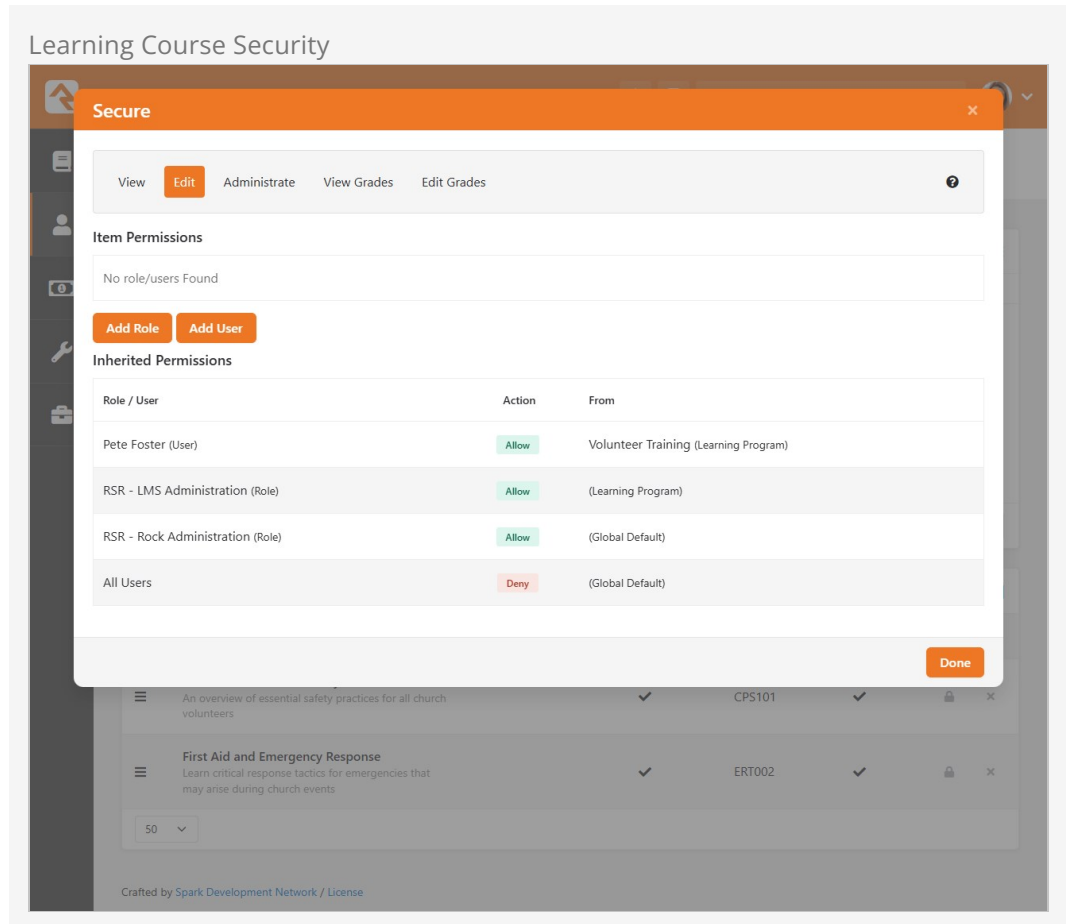 Learning Course Security
Secure ×
View Edit Administrate View Grades Edit Grades
Item Permissions
No role/users Found
Add Role Add User
Inherited Permissions
Role / User Action From
Pete Foster (User) Allow Volunteer Training (Learning Program)
RSR - LMS Administration (Role) Allow (Learning Program)
RSR - Rock Administration (Role) Allow (Global Default)
All Users Deny (Global Default)
Done
An overview of essential safety practices for all church
volunteers
CPS101
First Aid and Emergency Response
Learn critical response tactics for emergencies that
may arise during church events
ERT002
50
Crafted by Spark Development Network / License